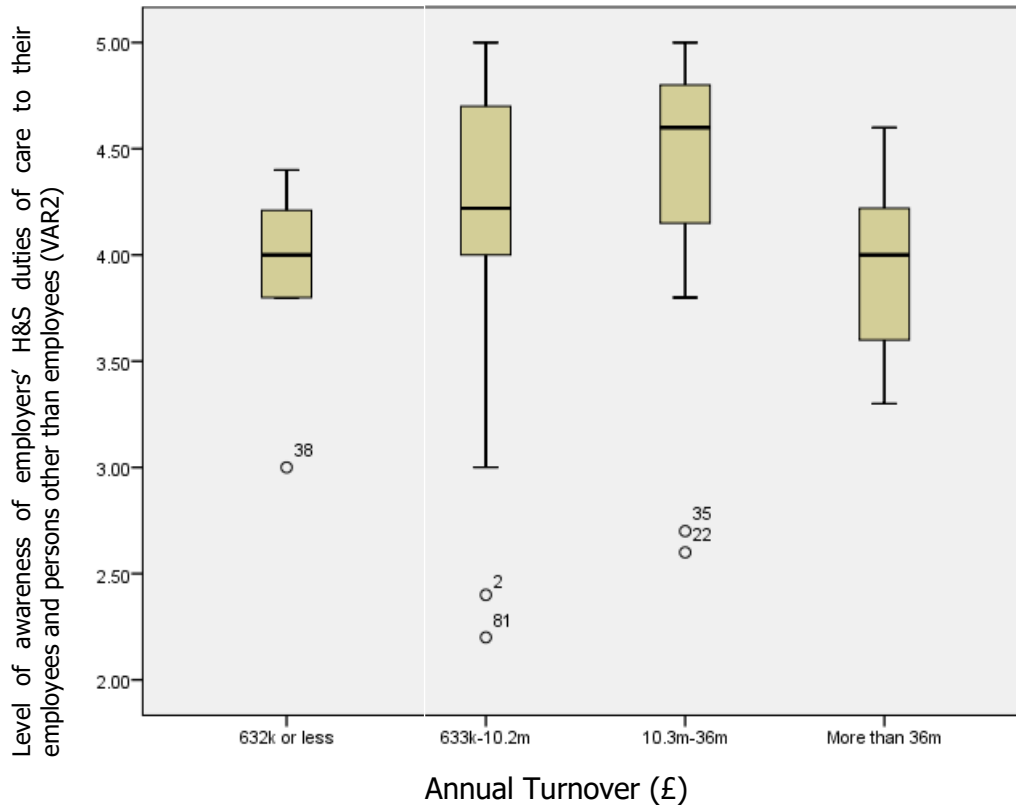 Level of awareness of employers’ H&S duties of care to their
employees and persons other than employees (VAR2)
5.00
4.50
4.00
3.50
3.00
2.50
2.00
38
2
81
35
22
632k or less
633k-10.2m
10.3m-36m
More than 36m
Annual Turnover (£)